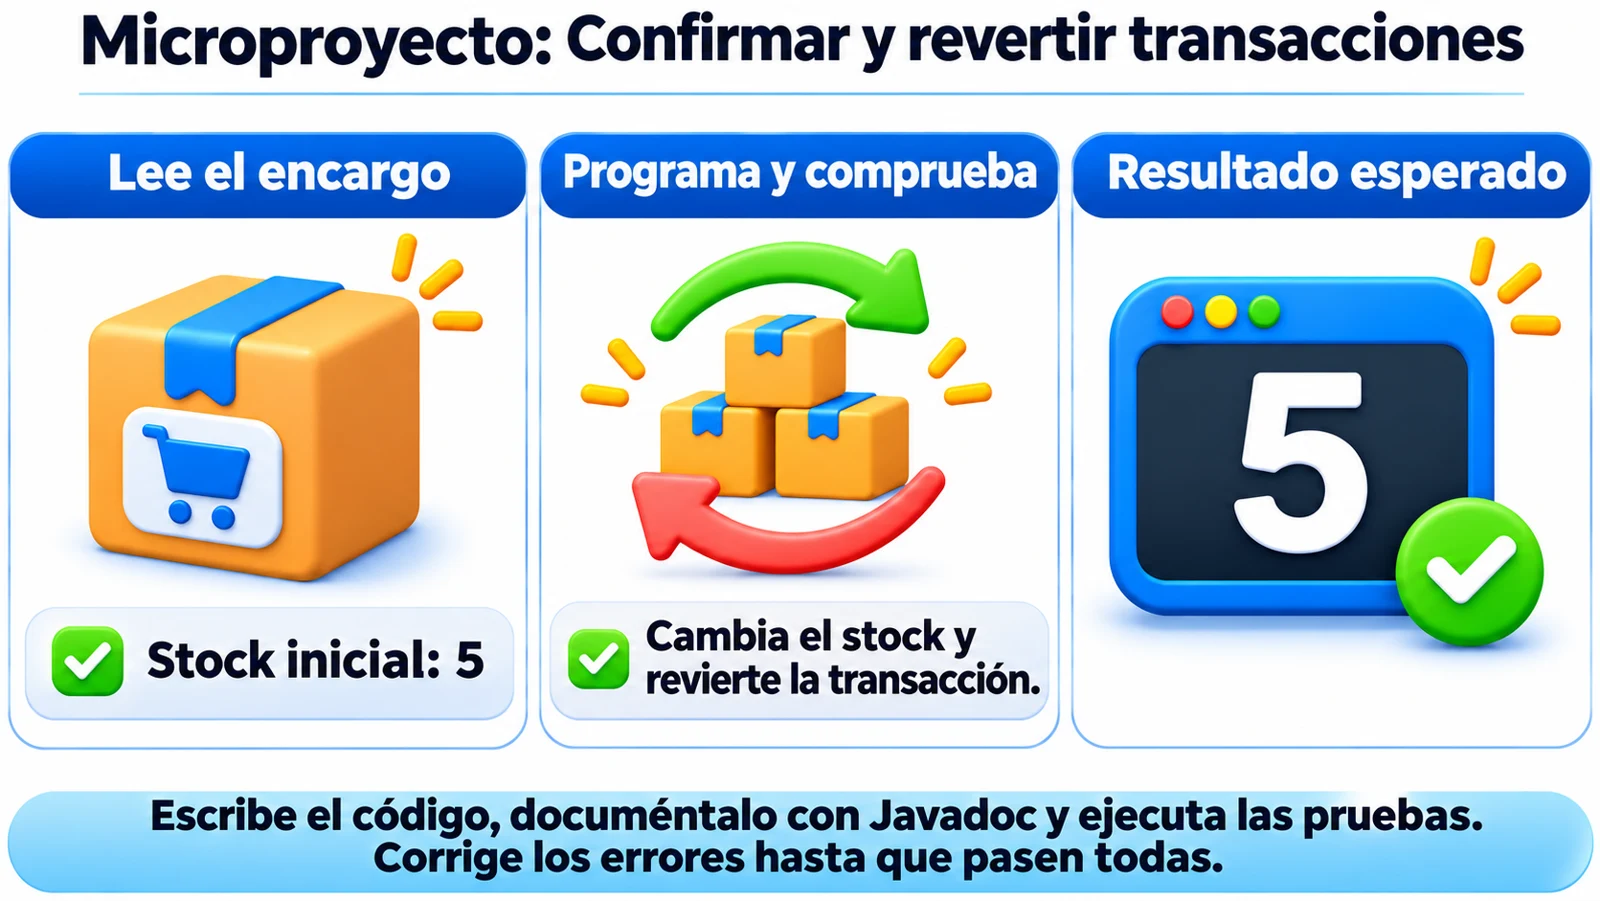 Microproyecto: Confirmar y revertir transacciones
Lee el encargo
Stock inicial: 5
Programa y comprueba
Cambia el stock y
revierte la transacción.
Resultado esperado
5
Escribe el código, documéntalo con Javadoc y ejecuta las pruebas.
Corrige los errores hasta que pasen todas.